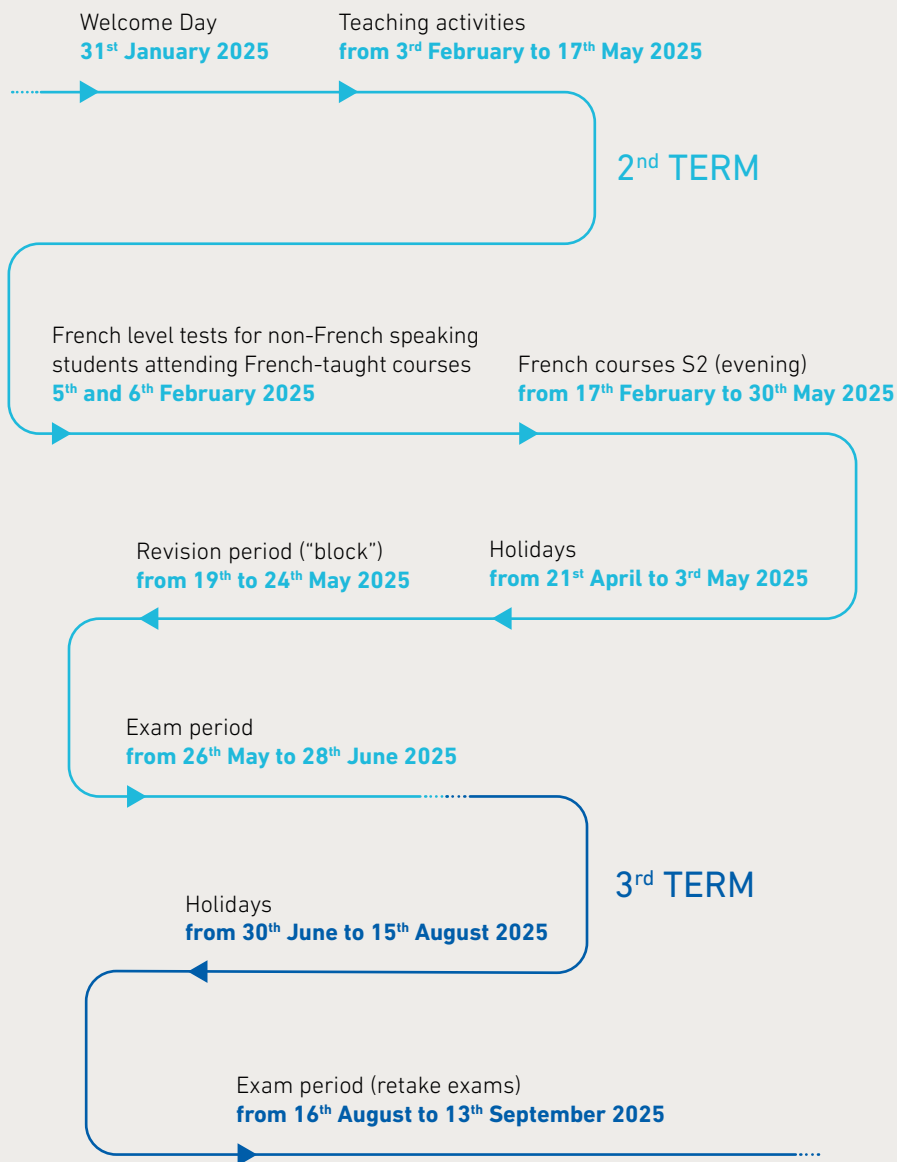 Welcome Day
31st January 2025
Teaching activities
from 3rd February to 17th May 2025
2nd TERM
French level tests for non-French speaking
students attending French-taught courses
5th and 6th February 2025
French courses S2 (evening)
from 17th February to 30th May 2025
Holidays
from 21st April to 3rd May 2025
Revision period (“block”)
from 19th to 24th May 2025
Exam period
from 26th May to 28th June 2025
3rd TERM
Holidays
from 30th June to 15th August 2025
Exam period (retake exams)
from 16th August to 13th September 2025